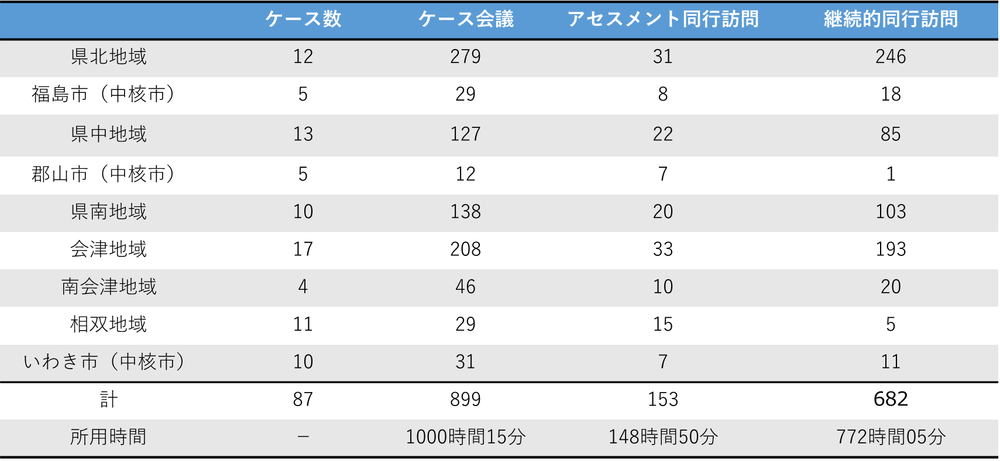 ケース数 ケース会議 アセスメント同行訪問 継続的同行訪問
県北地域 12 279 31 246
福島市（中核市） 5 29 8 18
県中地域 13 127 22 85
郡山市（中核市） 5 12 7 1
県南地域 10 138 20 103
会津地域 17 208 33 193
南会津地域 4 46 10 20
相双地域 11 29 15 5
いわき市（中核市） 10 31 7 11
計 87 899 153 682
所用時間 － 1000時間15分 148時間50分 772時間05分